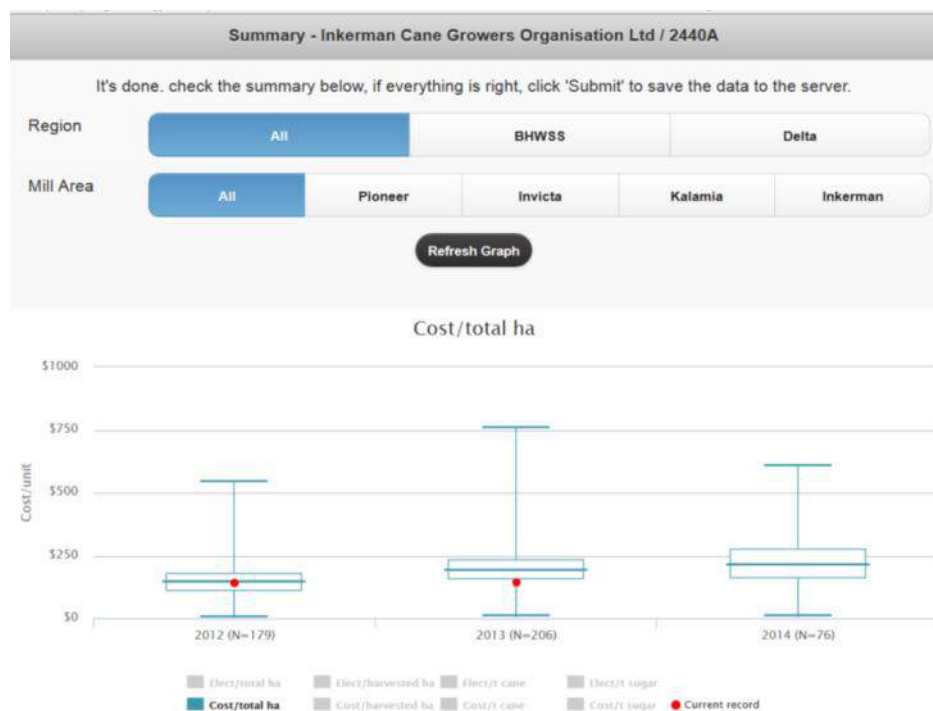 Summary - Inkerman Cane Growers Organisation Ltd / 2440A
It's done. check the summary below, if everything is right, click 'Submit' to save the data to the server.
Region All BHWSS Delta
Mill Area All Pioneer Invicta Kalamia Inkerman
Refresh Graph
Cost/total ha
$1000
$750
$500
$250
$0
Cost/unit
2012 (N=179) 2013 (N=206) 2014 (N=76)
Elect/total ha Elect/harvested ha Elect/t cane Elect/t sugar
Cost/total ha Cost/harvested ha Cost/t cane Cost/t sugar Current record